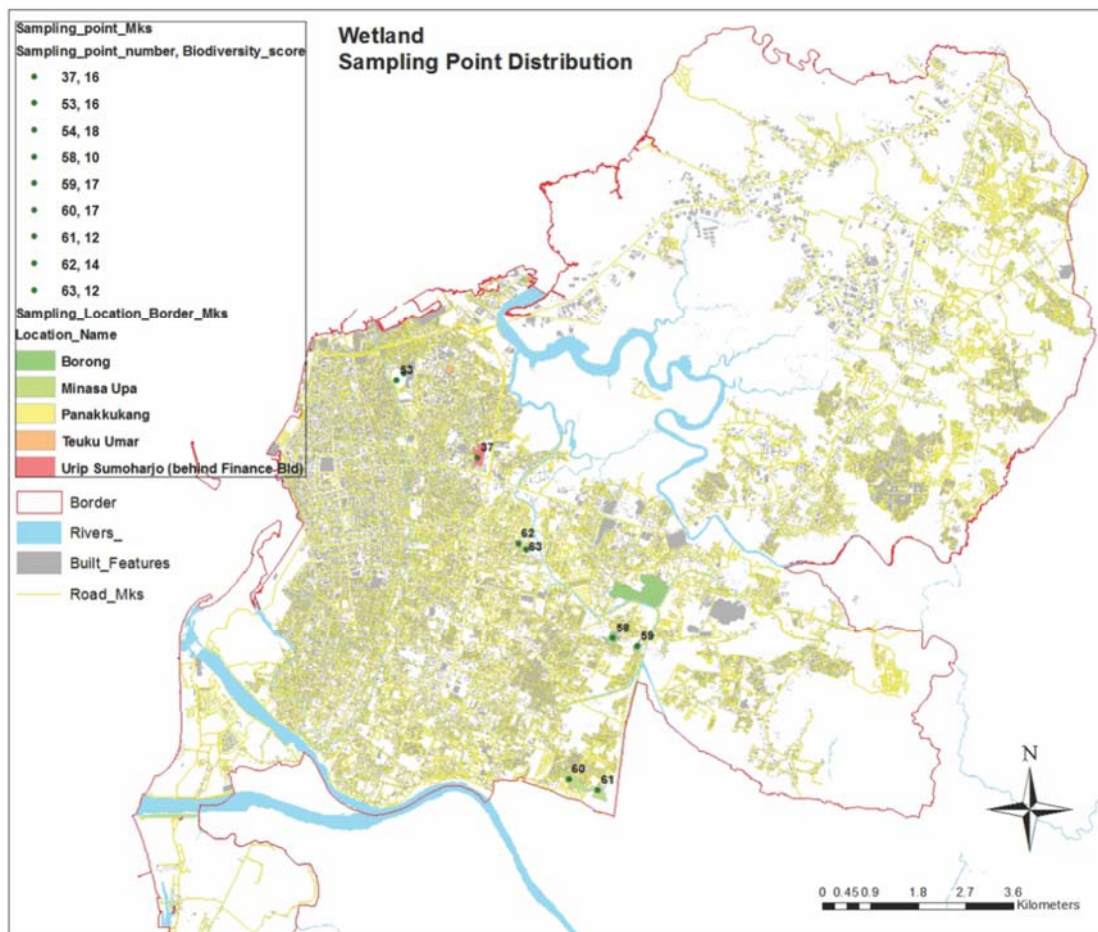 Sampling_point_Mks
Sampling_point_number, Biodiversity_score
37, 16
53, 16
54, 18
58, 10
59, 17
60, 17
61, 12
62, 14
63, 12
Sampling_Location_Border_Mks
Location_Name
Borong
Minasa Upa
Panakkukang
Teuku Umar
Urip Sumoharjo (behind Finance Bld)
Border
Rivers_
Built_Features
Road_Mks
Wetland
Sampling Point Distribution
53
37
62
63
58
59
60
61
N
0 0.45 0.9 1.8 2.7 3.6
Kilometers